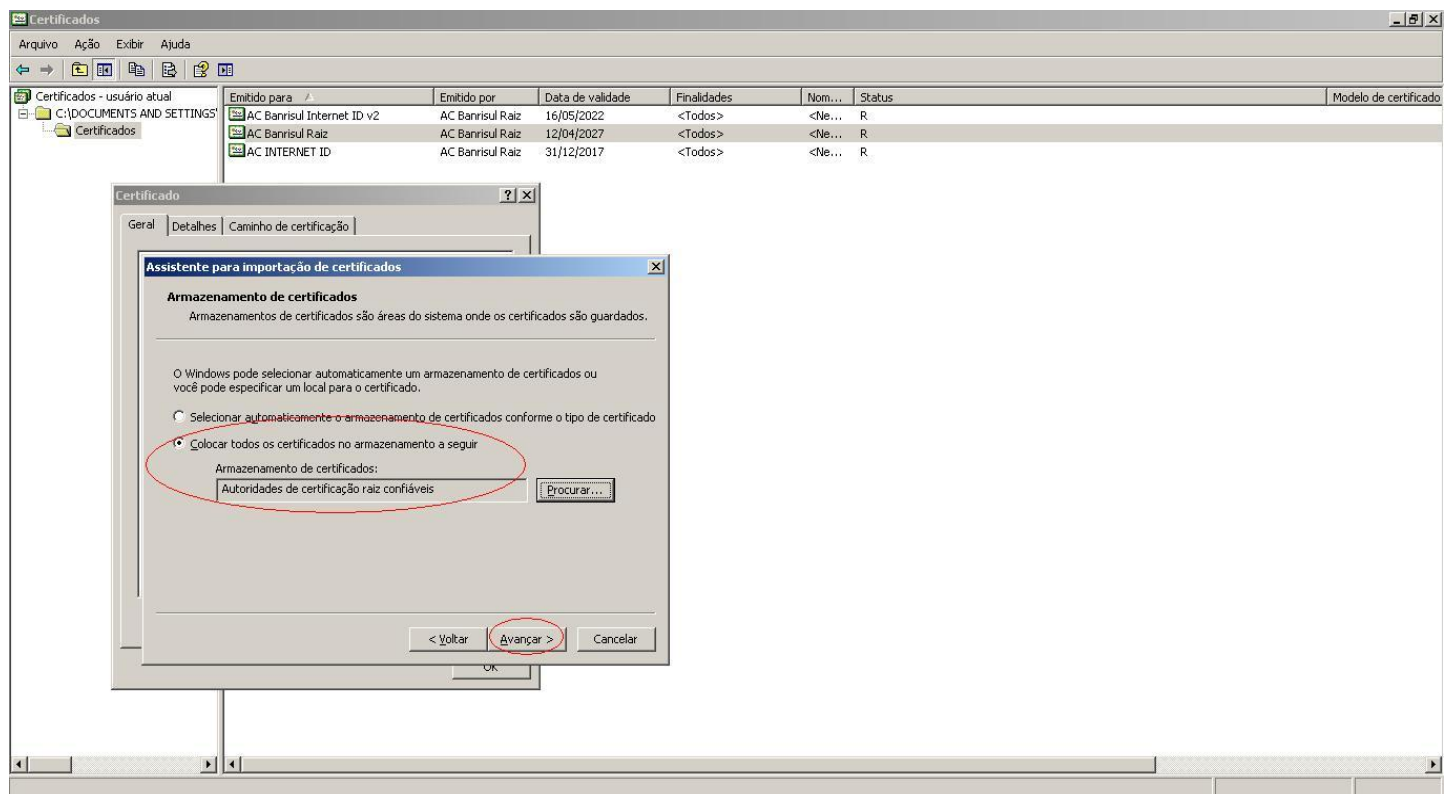 Certificados
Arquivo Ação Exibir Ajuda
Certificados - usuário atual
C:\DOCUMENTS AND SETTINGS'
Certificados
Emitido para Emitido por Data de validade Finalidades Nom... Status Modelo de certificado
AC Banrisul Internet ID v2 AC Banrisul Raiz 16/05/2022 <Todos> <Ne... R
AC Banrisul Raiz AC Banrisul Raiz 12/04/2027 <Todos> <Ne... R
AC INTERNET ID AC Banrisul Raiz 31/12/2017 <Todos> <Ne... R
Certificado
Geral Detalhes Caminho de certificação
Assistente para importação de certificados
Armazenamento de certificados
Armazenamentos de certificados são áreas do sistema onde os certificados são guardados.
O Windows pode selecionar automaticamente um armazenamento de certificados ou
você pode especificar um local para o certificado.
Selecionar automaticamente o armazenamento de certificados conforme o tipo de certificado
Colocar todos os certificados no armazenamento a seguir
Armazenamento de certificados:
Autoridades de certificação raiz confiáveis Procurar...
< Voltar Avançar > Cancelar
OK